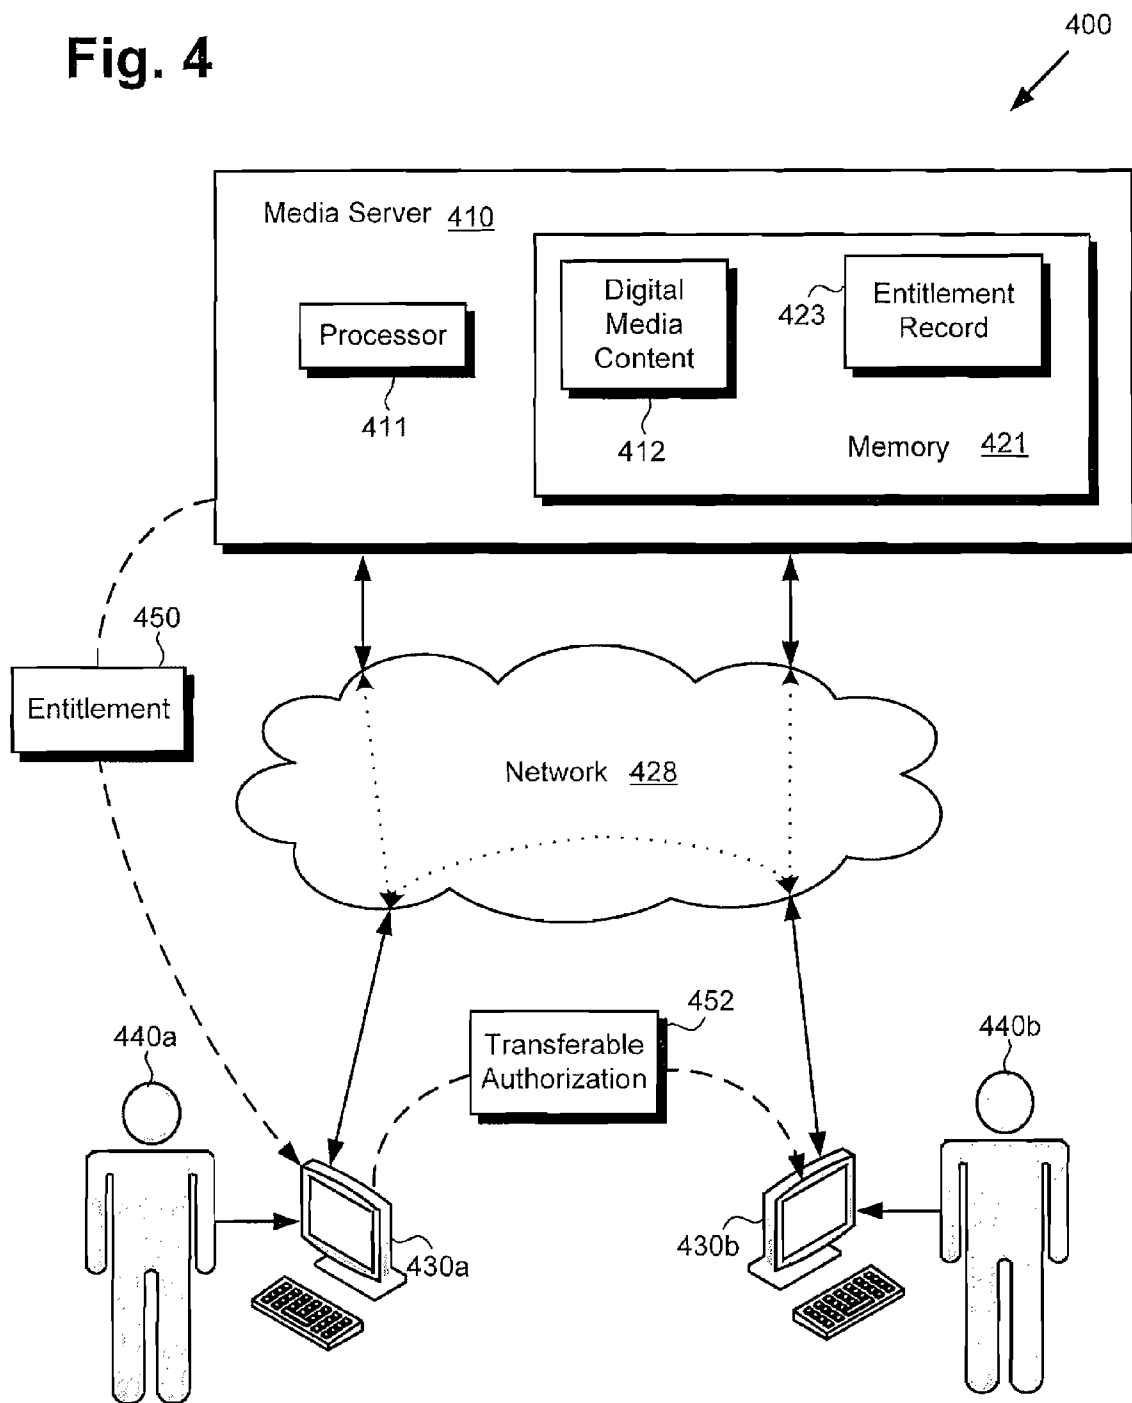 Fig. 4
400
Media Server 410
Processor
411
Digital
Media
Content
412
423
Entitlement
Record
Memory 421
450
Entitlement
Network 428
452
Transferable
Authorization
440a
440b
430a
430b